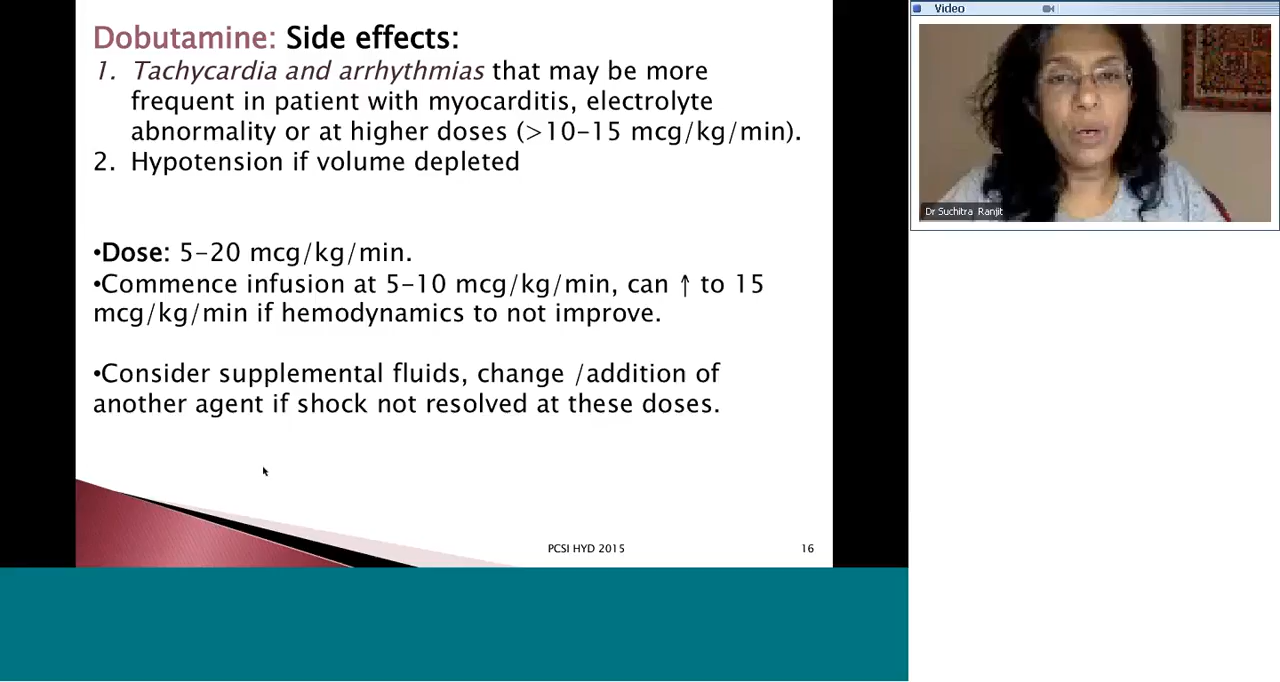 Dobutamine: Side effects:
1. Tachycardia and arrhythmias that may be more
frequent in patient with myocarditis, electrolyte
abnormality or at higher doses (>10-15 mcg/kg/min).
2. Hypotension if volume depleted
•Dose: 5-20 mcg/kg/min.
•Commence infusion at 5-10 mcg/kg/min, can ↑ to 15
mcg/kg/min if hemodynamics to not improve.
•Consider supplemental fluids, change /addition of
another agent if shock not resolved at these doses.
PCSI HYD 2015
16
Video
Dr Suchitra Ranjit